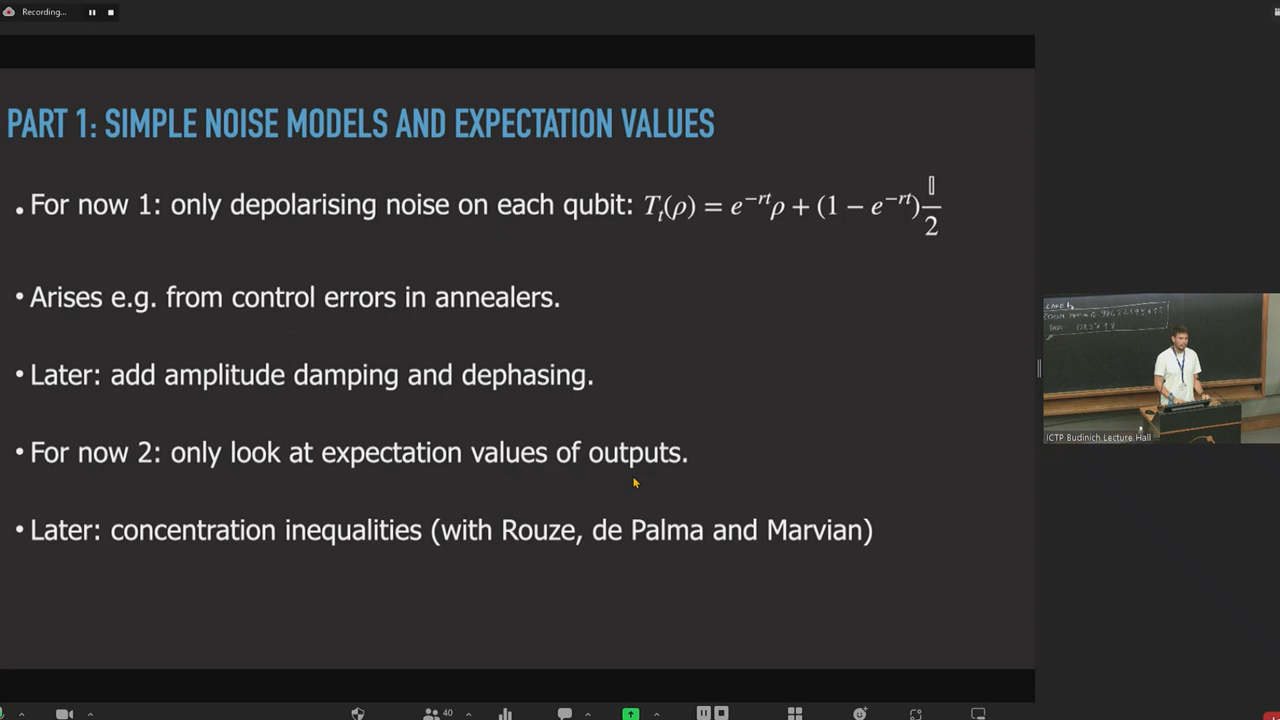 Recording...
PART 1: SIMPLE NOISE MODELS AND EXPECTATION VALUES
• For now 1: only depolarising noise on each qubit: Tₜ(ρ) = e⁻ʳᵗρ + (1 − e⁻ʳᵗ)𝕀/2
• Arises e.g. from control errors in annealers.
• Later: add amplitude damping and dephasing.
• For now 2: only look at expectation values of outputs.
• Later: concentration inequalities (with Rouze, de Palma and Marvian)
ICTP Budinich Lecture Hall
40